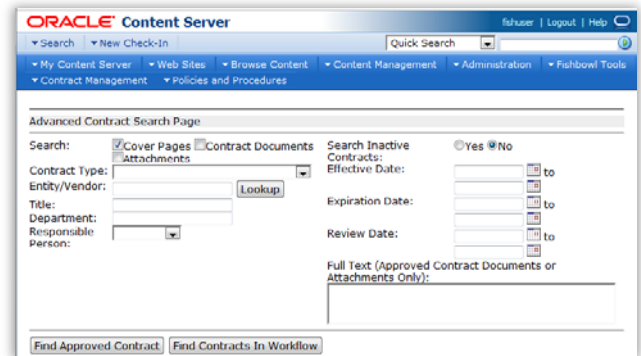 ORACLE Content Server
fishuser | Logout | Help
Search New Check-In Quick Search
My Content Server Web Sites Browse Content Content Management Administration Fishbowl Tools
Contract Management Policies and Procedures
Advanced Contract Search Page
Search: Cover Pages Contract Documents
Attachments
Contract Type:
Entity/Vendor: Lookup
Title:
Department:
Responsible
Person:
Search Inactive Yes No
Contracts:
Effective Date: to
Expiration Date: to
Review Date: to
Full Text (Approved Contract Documents or
Attachments Only):
Find Approved Contract Find Contracts In Workflow